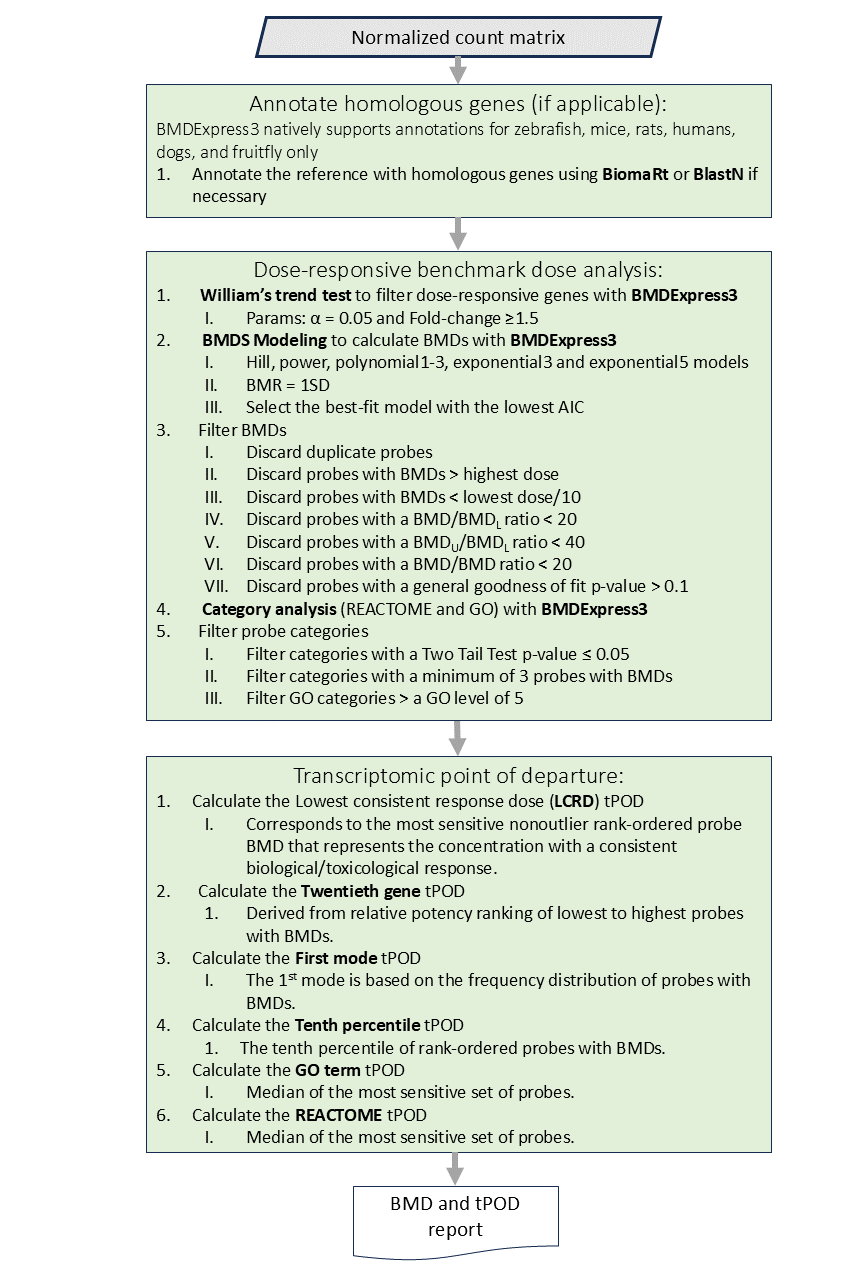 Normalized count matrix
Annotate homologous genes (if applicable):
BMDExpress3 natively supports annotations for zebrafish, mice, rats, humans,
dogs, and fruitfly only
1. Annotate the reference with homologous genes using BiomaRt or BlastN if
necessary
Dose-responsive benchmark dose analysis:
1. William's trend test to filter dose-responsive genes with BMDExpress3
I. Params: α = 0.05 and Fold-change ≥1.5
2. BMDS Modeling to calculate BMDs with BMDExpress3
I. Hill, power, polynomial1-3, exponential3 and exponential5 models
II. BMR = 1SD
III. Select the best-fit model with the lowest AIC
3. Filter BMDs
I. Discard duplicate probes
II. Discard probes with BMDs > highest dose
III. Discard probes with BMDs < lowest dose/10
IV. Discard probes with a BMD/BMDL ratio < 20
V. Discard probes with a BMDU/BMDL ratio < 40
VI. Discard probes with a BMD/BMD ratio < 20
VII. Discard probes with a general goodness of fit p-value > 0.1
4. Category analysis (REACTOME and GO) with BMDExpress3
5. Filter probe categories
I. Filter categories with a Two Tail Test p-value ≤ 0.05
II. Filter categories with a minimum of 3 probes with BMDs
III. Filter GO categories > a GO level of 5
Transcriptomic point of departure:
1. Calculate the Lowest consistent response dose (LCRD) tPOD
I. Corresponds to the most sensitive nonoutlier rank-ordered probe
BMD that represents the concentration with a consistent
biological/toxicological response.
2. Calculate the Twentieth gene tPOD
1. Derived from relative potency ranking of lowest to highest probes
with BMDs.
3. Calculate the First mode tPOD
I. The 1st mode is based on the frequency distribution of probes with
BMDs.
4. Calculate the Tenth percentile tPOD
1. The tenth percentile of rank-ordered probes with BMDs.
5. Calculate the GO term tPOD
I. Median of the most sensitive set of probes.
6. Calculate the REACTOME tPOD
I. Median of the most sensitive set of probes.
BMD and tPOD
report